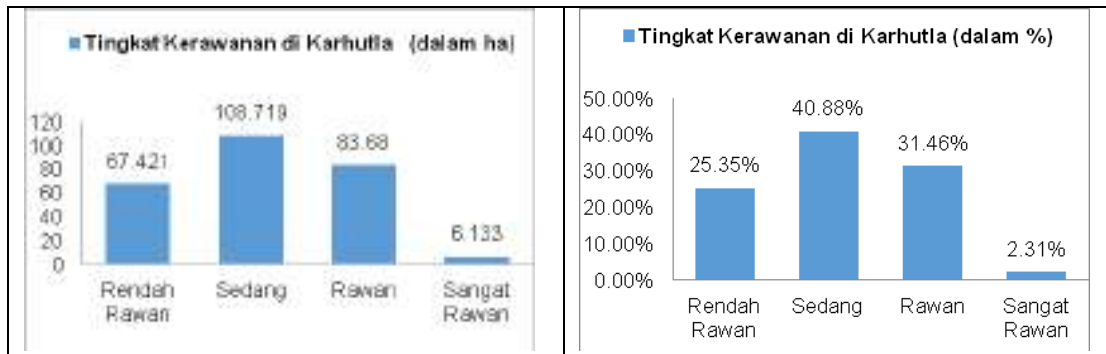 Tingkat Kerawanan di Karhutla (dalam ha)
120
100
80
60
40
20
0
67.421
108.719
83.68
6.133
Rendah Rawan
Sedang
Rawan
Sangat Rawan
Tingkat Kerawanan di Karhutla (dalam %)
50.00%
40.00%
30.00%
20.00%
10.00%
0.00%
25.35%
40.88%
31.46%
2.31%
Rendah Rawan
Sedang
Rawan
Sangat Rawan